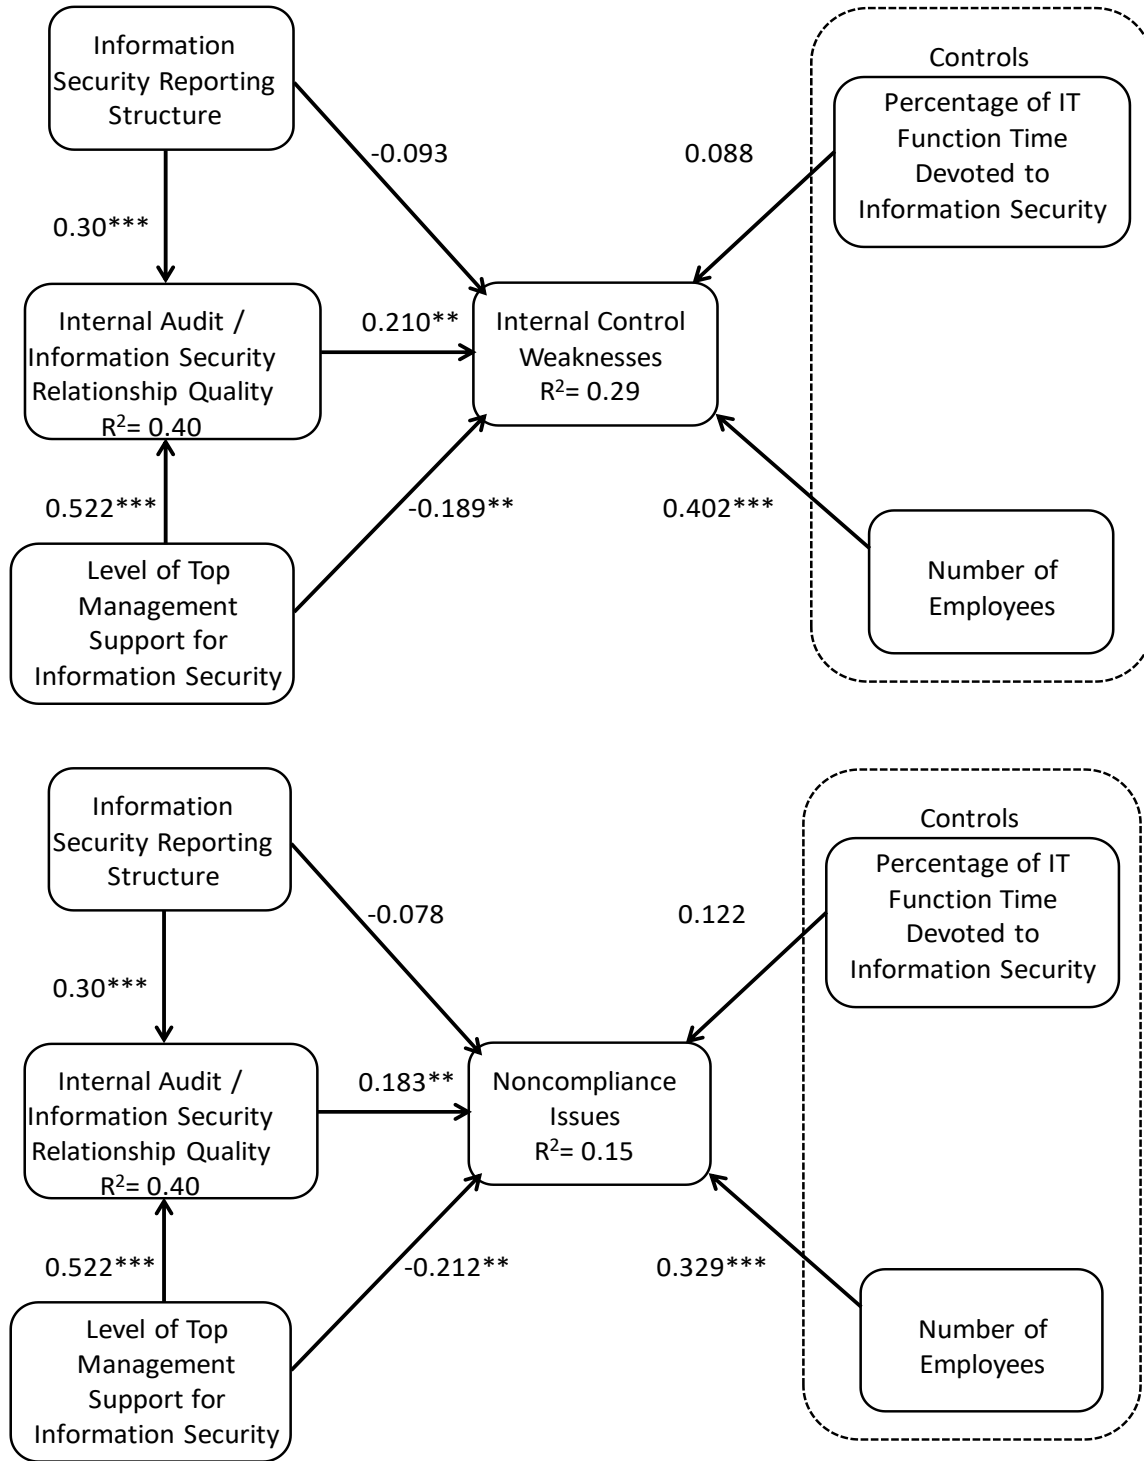 Information
Security Reporting
Structure
-0.093
0.30***
Internal Audit /
Information Security
Relationship Quality
R²= 0.40
0.210**
Internal Control
Weaknesses
R²= 0.29
0.522***
-0.189**
Level of Top
Management
Support for
Information Security
Controls
Percentage of IT
Function Time
Devoted to
Information Security
0.088
0.402***
Number of
Employees
Information
Security Reporting
Structure
-0.078
0.30***
Internal Audit /
Information Security
Relationship Quality
R²= 0.40
0.183**
Noncompliance
Issues
R²= 0.15
0.522***
-0.212**
Level of Top
Management
Support for
Information Security
Controls
Percentage of IT
Function Time
Devoted to
Information Security
0.122
0.329***
Number of
Employees